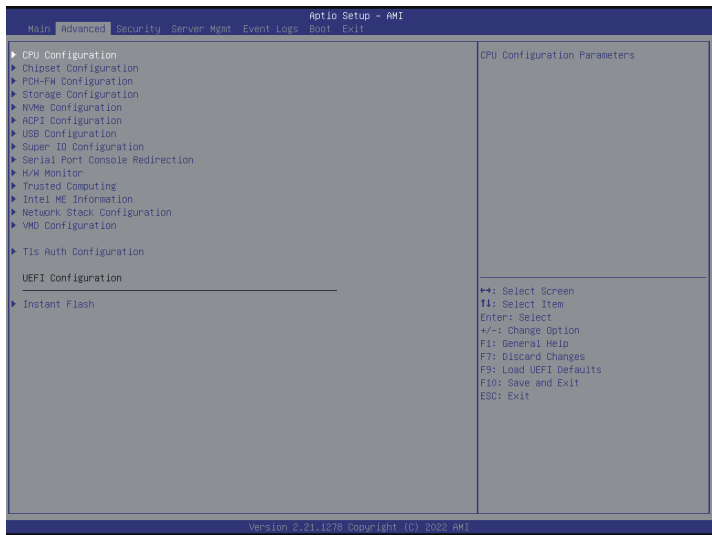 Aptio Setup - AMI
Main Advanced Security Server Mgmt Event Logs Boot Exit
CPU Configuration
Chipset Configuration
PCH-FW Configuration
Storage Configuration
NVMe Configuration
ACPI Configuration
USB Configuration
Super IO Configuration
Serial Port Console Redirection
H/W Monitor
Trusted Computing
Intel ME Information
Network Stack Configuration
VMD Configuration
Tls Auth Configuration
UEFI Configuration
Instant Flash
CPU Configuration Parameters
↔: Select Screen
↑↓: Select Item
Enter: Select
+/-: Change Option
F1: General Help
F7: Discard Changes
F9: Load UEFI Defaults
F10: Save and Exit
ESC: Exit
Version 2.21.1278 Copyright (C) 2022 AMI